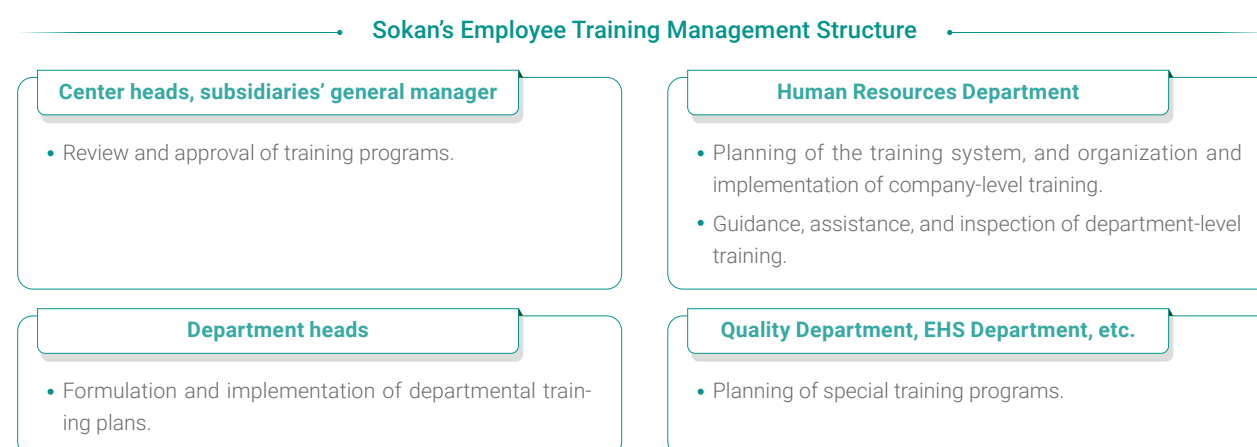 Sokan’s Employee Training Management Structure
Center heads, subsidiaries’ general manager
• Review and approval of training programs.
Human Resources Department
• Planning of the training system, and organization and
implementation of company-level training.
• Guidance, assistance, and inspection of department-level
training.
Department heads
• Formulation and implementation of departmental train-
ing plans.
Quality Department, EHS Department, etc.
• Planning of special training programs.